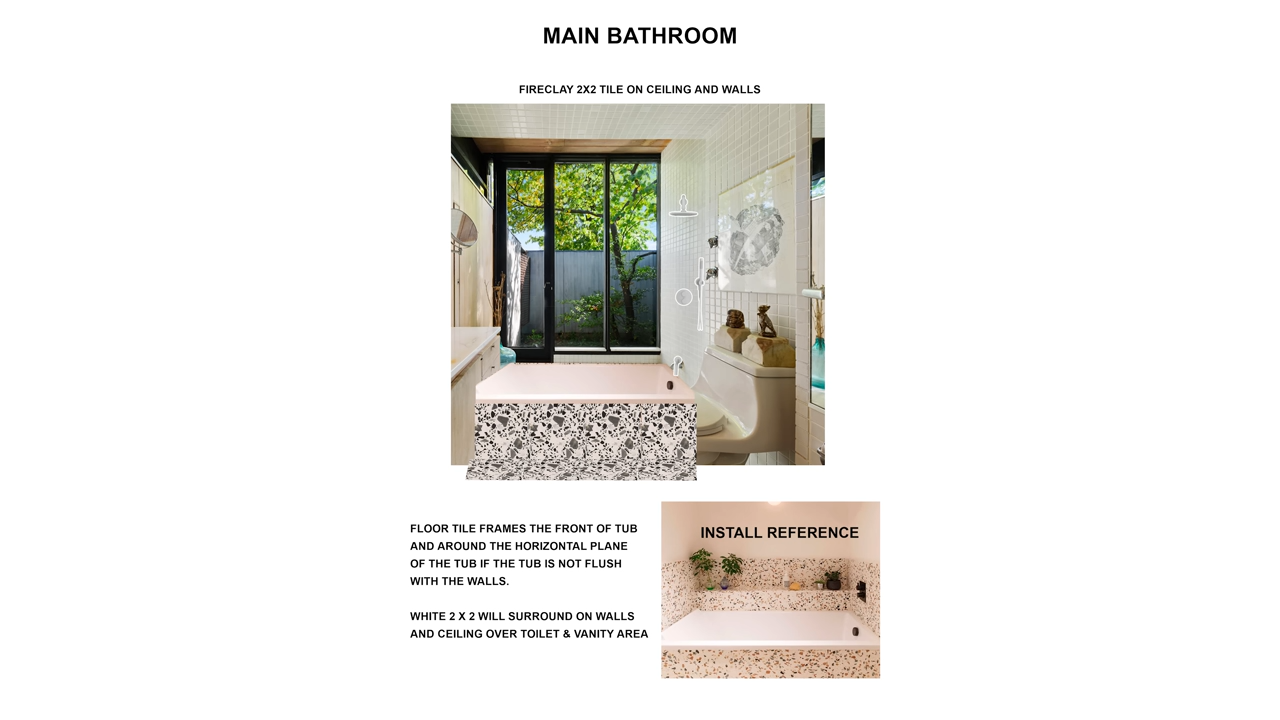 MAIN BATHROOM
FIRECLAY 2X2 TILE ON CEILING AND WALLS
FLOOR TILE FRAMES THE FRONT OF TUB
AND AROUND THE HORIZONTAL PLANE
OF THE TUB IF THE TUB IS NOT FLUSH
WITH THE WALLS.
WHITE 2 X 2 WILL SURROUND ON WALLS
AND CEILING OVER TOILET & VANITY AREA
INSTALL REFERENCE